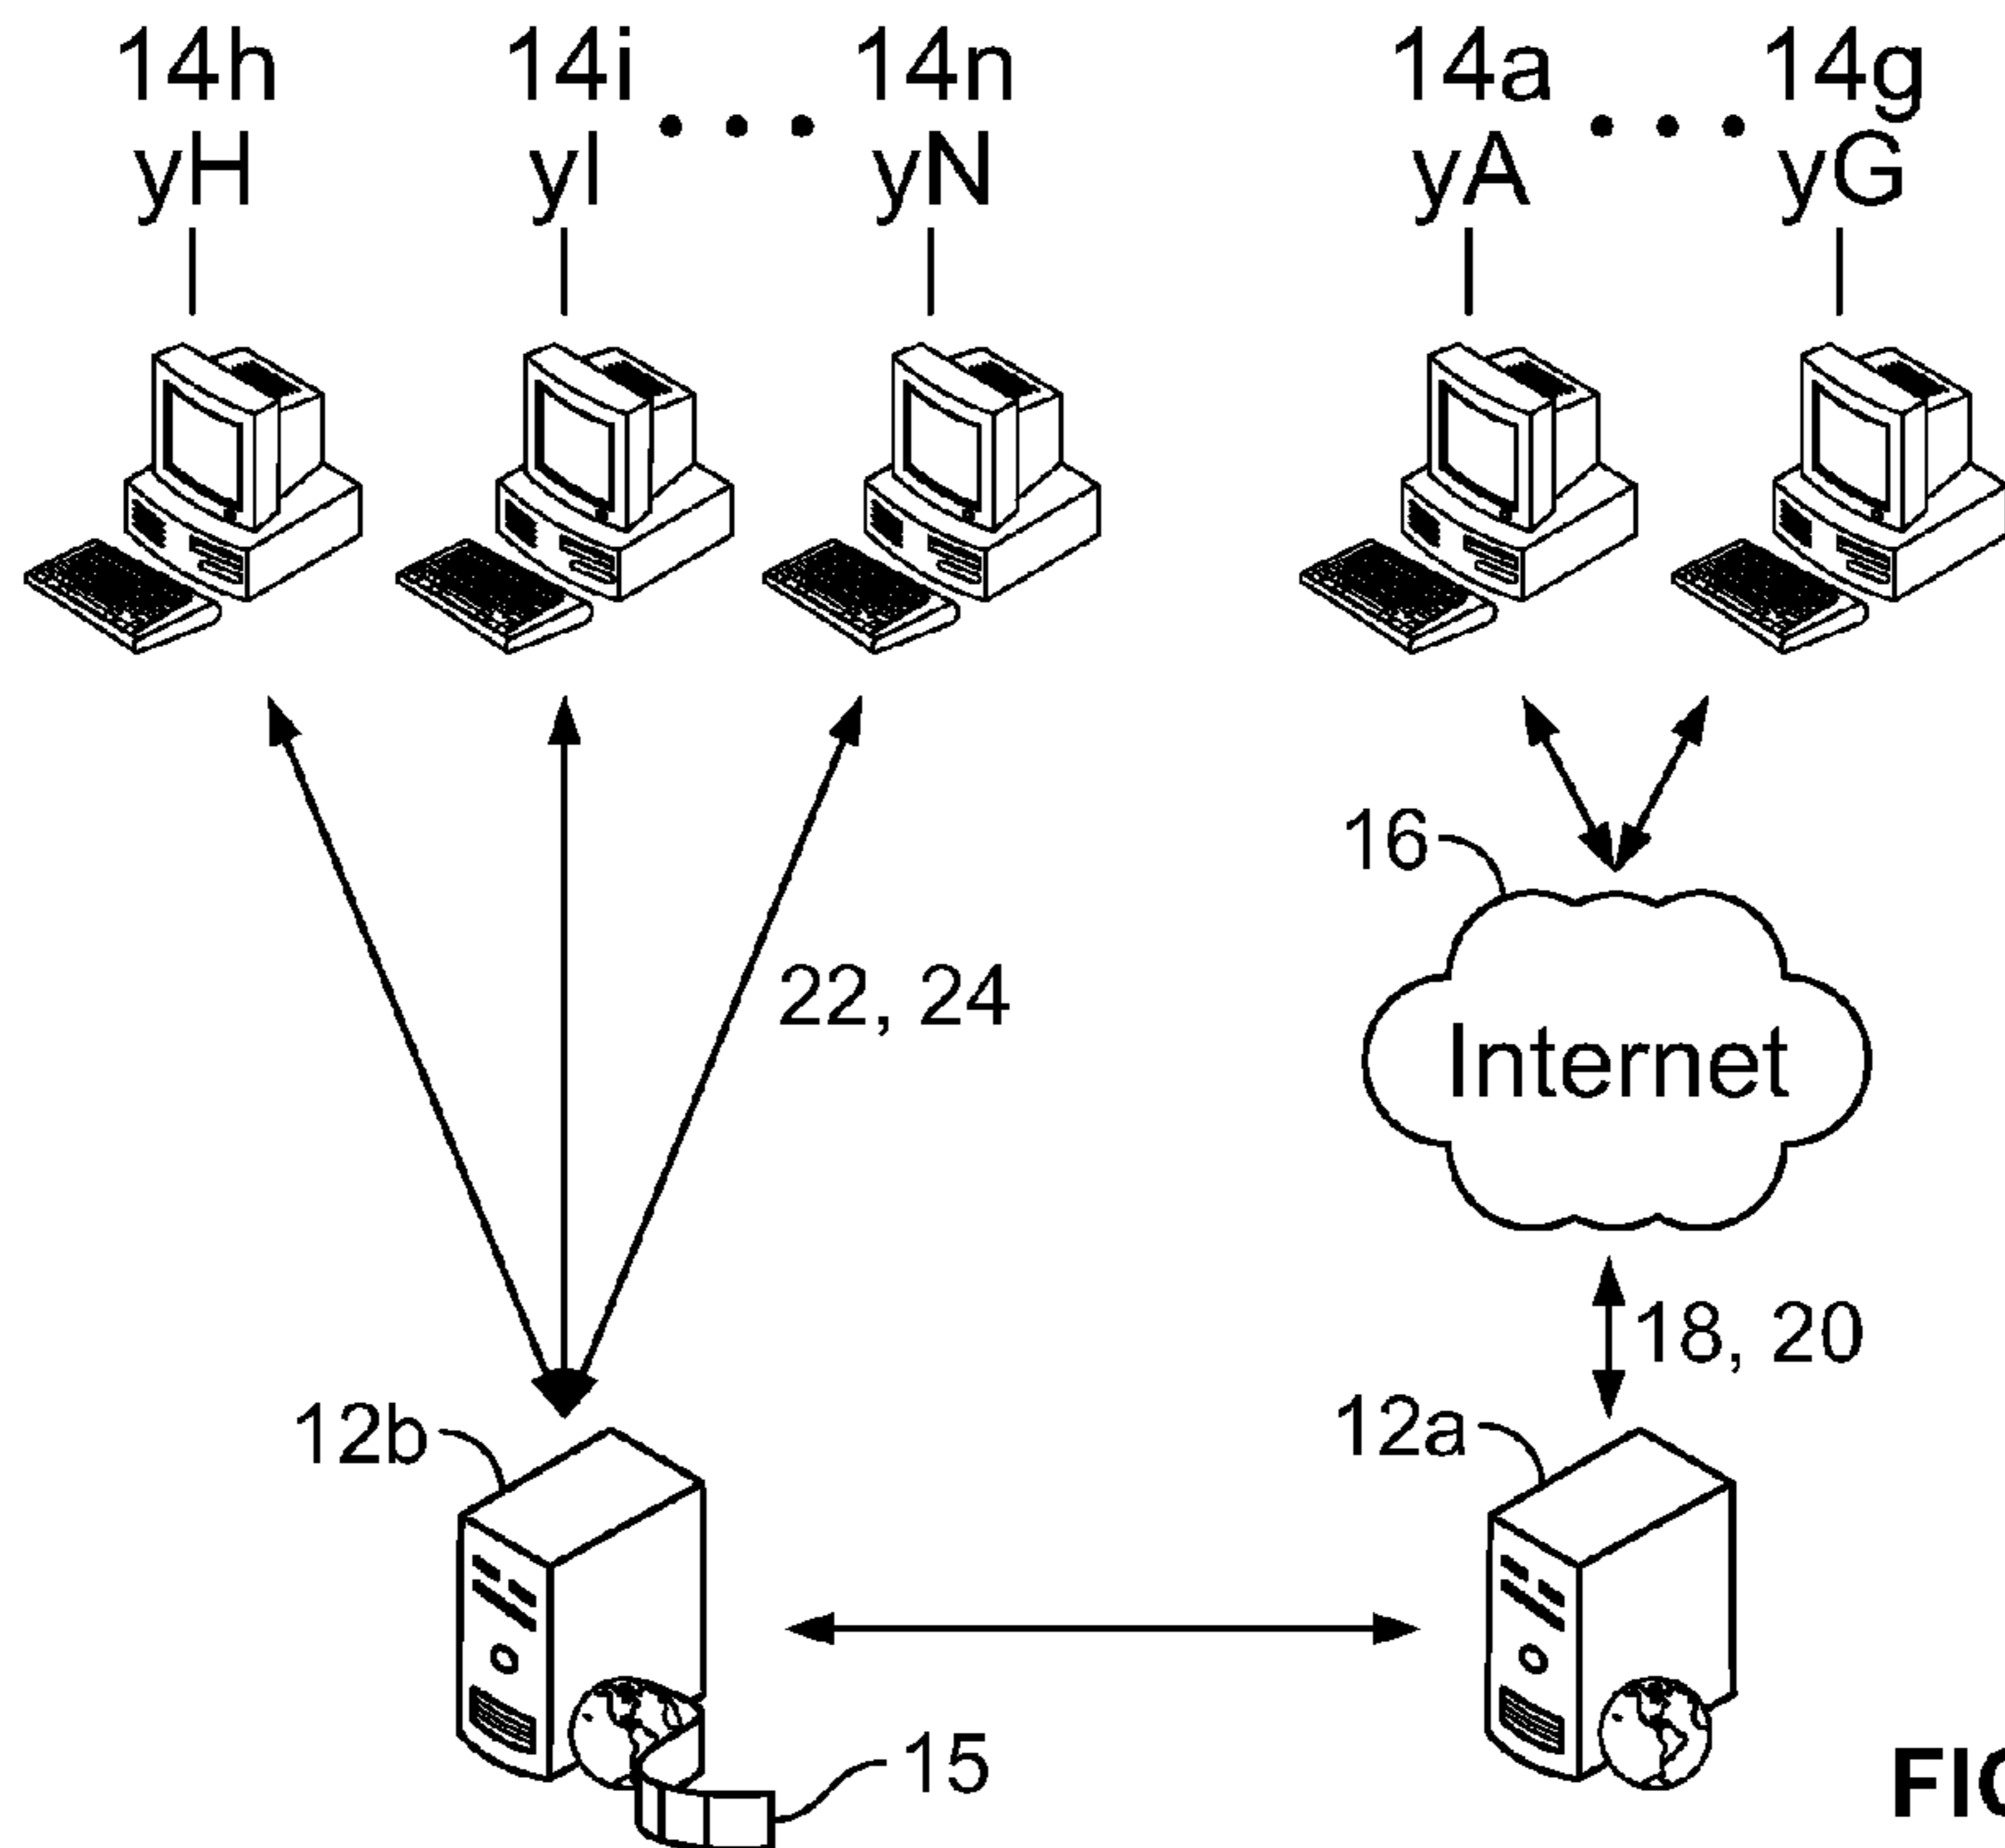 14h 14i 14n 14a 14g
yH yI yN yA yG
16
22, 24
Internet
18, 20
12b 12a
15